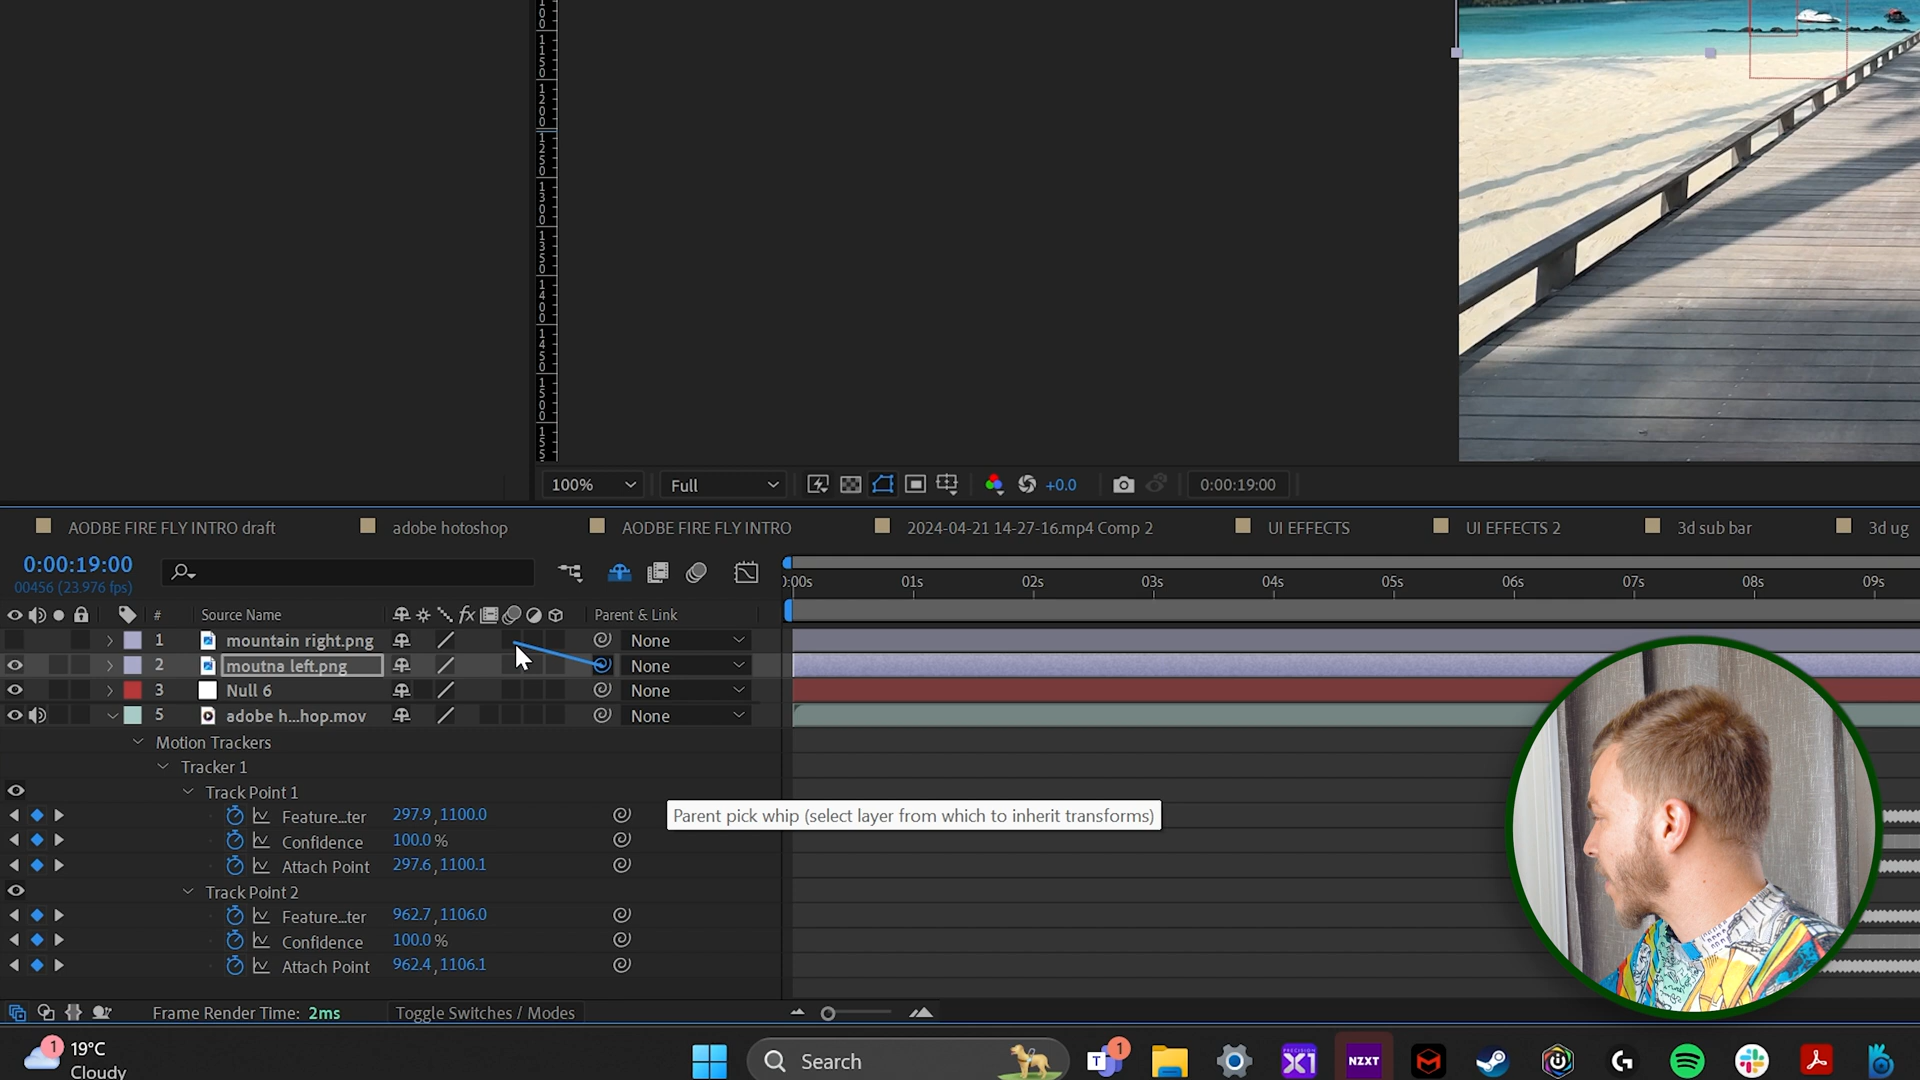 100%
Full
+0.0
0:00:19:00
AODBE FIRE FLY INTRO draft
adobe hotoshop
AODBE FIRE FLY INTRO
2024-04-21 14-27-16.mp4 Comp 2
UI EFFECTS
UI EFFECTS 2
3d sub bar
3d ug
0:00:19:00
00456 (23.976 fps)
0:00s 01s 02s 03s 04s 05s 06s 07s 08s 09s
# Source Name fx Parent & Link
1 mountain right.png None
2 moutna left.png None
3 Null 6 None
5 adobe h...hop.mov None
Motion Trackers
Tracker 1
Track Point 1
Feature...ter 297.9,1100.0
Parent pick whip (select layer from which to inherit transforms)
Confidence 100.0 %
Attach Point 297.6,1100.1
Track Point 2
Feature...ter 962.7,1106.0
Confidence 100.0 %
Attach Point 962.4,1106.1
Frame Render Time: 2ms
Toggle Switches / Modes
1
19°C
Cloudy
Search
T
1
PRECISION
X1
NZXT